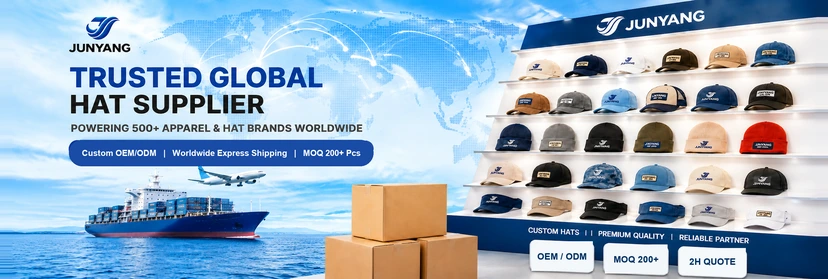 JUNYANG
TRUSTED GLOBAL
HAT SUPPLIER
POWERING 500+ APPAREL & HAT BRANDS WORLDWIDE
Custom OEM/ODM | Worldwide Express Shipping | MOQ 200+ Pcs
JUNYANG
CUSTOM HATS || PREMIUM QUALITY | RELIABLE PARTNER
OEM / ODM
MOQ 200+
2H QUOTE